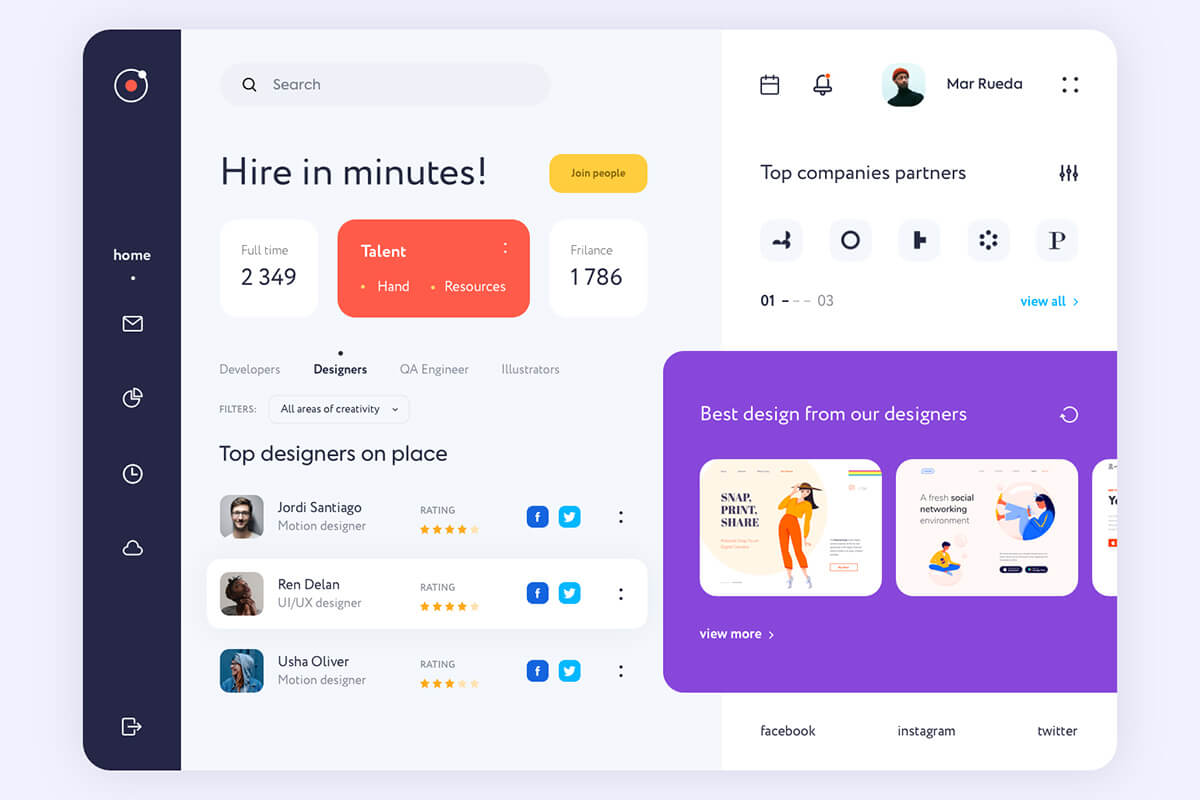 Search
Mar Rueda
home
Hire in minutes!
Join people
Full time
2 349
Talent
Hand
Resources
Frilance
1 786
Top companies partners
P
01
03
view all
Developers
Designers
QA Engineer
Illustrators
FILTERS:
All areas of creativity
Top designers on place
Jordi Santiago
Motion designer
RATING
f
Ren Delan
UI/UX designer
RATING
f
Usha Oliver
Motion designer
RATING
f
Best design from our designers
SNAP,
PRINT,
SHARE
A fresh social
networking
environment
view more
facebook
instagram
twitter